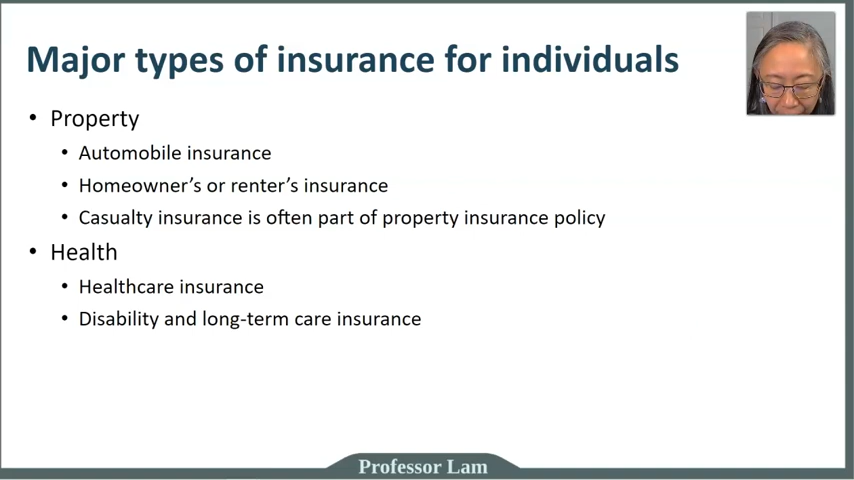 Major types of insurance for individuals
• Property
• Automobile insurance
• Homeowner’s or renter’s insurance
• Casualty insurance is often part of property insurance policy
• Health
• Healthcare insurance
• Disability and long-term care insurance
Professor Lam